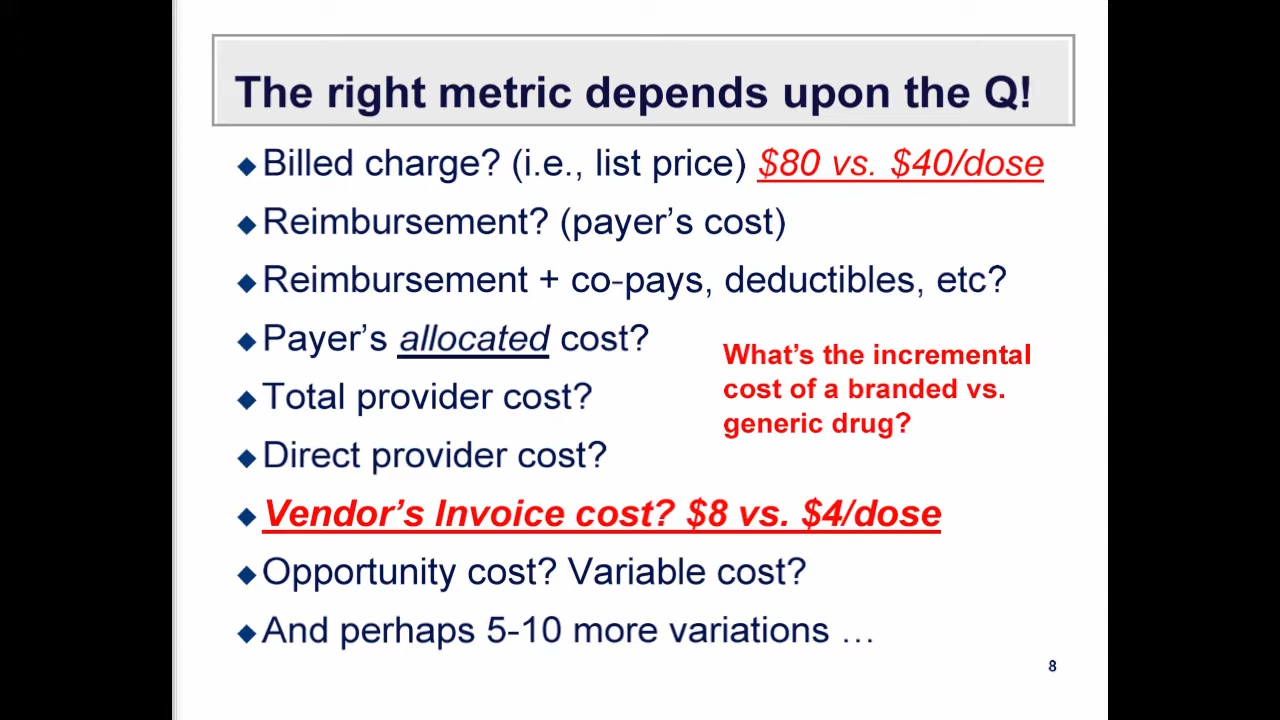 The right metric depends upon the Q!
◆Billed charge? (i.e., list price) $80 vs. $40/dose
◆Reimbursement? (payer’s cost)
◆Reimbursement + co-pays, deductibles, etc?
◆Payer’s allocated cost?
What’s the incremental
cost of a branded vs.
generic drug?
◆Total provider cost?
◆Direct provider cost?
◆Vendor’s Invoice cost? $8 vs. $4/dose
◆Opportunity cost? Variable cost?
◆And perhaps 5-10 more variations …
8